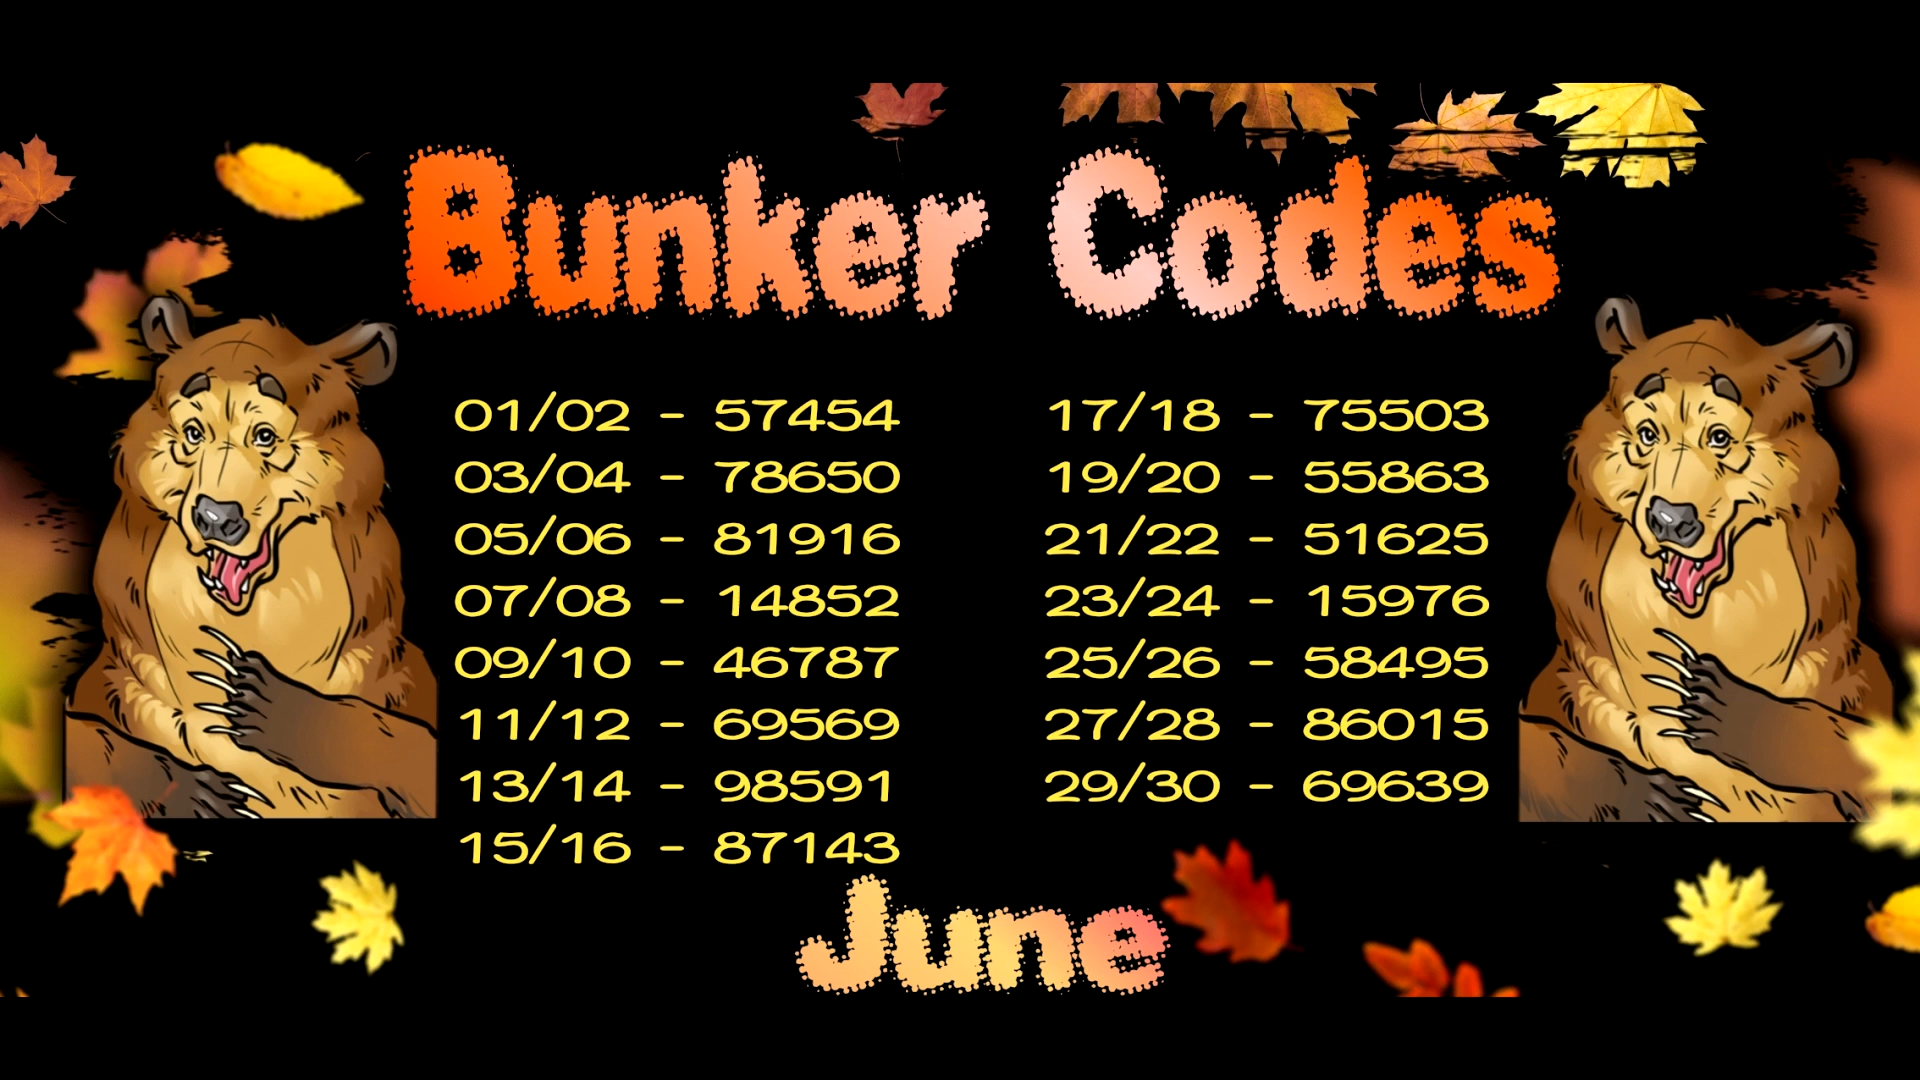 Bunker Codes
01/02 - 57454
03/04 - 78650
05/06 - 81916
07/08 - 14852
09/10 - 46787
11/12 - 69569
13/14 - 98591
15/16 - 87143
17/18 - 75503
19/20 - 55863
21/22 - 51625
23/24 - 15976
25/26 - 58495
27/28 - 86015
29/30 - 69639
June